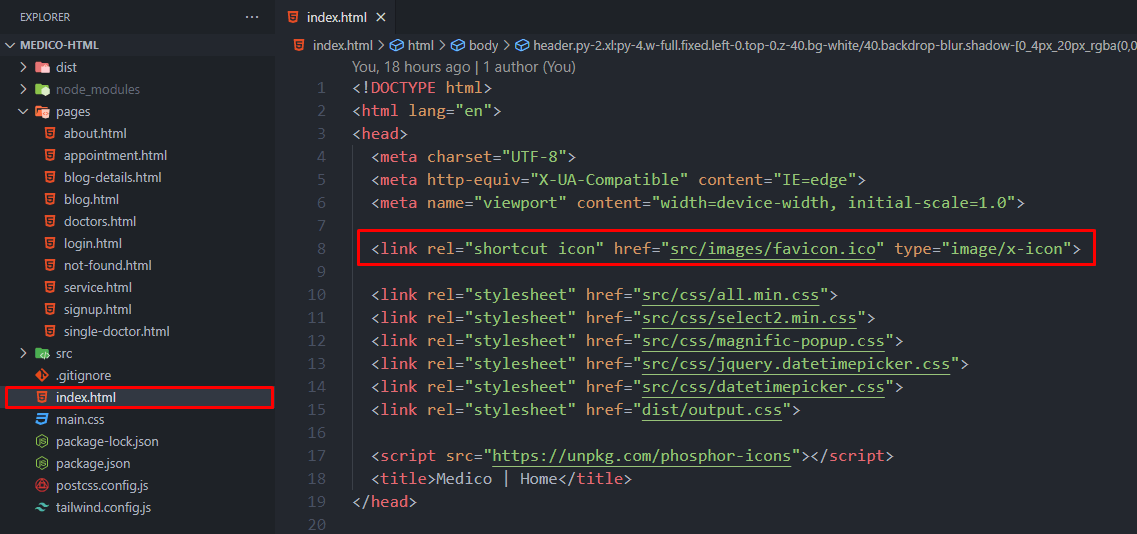 EXPLORER ...
MEDICO-HTML
dist
node_modules
pages
about.html
appointment.html
blog-details.html
blog.html
doctors.html
login.html
not-found.html
service.html
signup.html
single-doctor.html
src
.gitignore
index.html
main.css
package-lock.json
package.json
postcss.config.js
tailwind.config.js
index.html
index.html > html > body > header.py-2.xl:py-4.w-full.fixed.left-0.top-0.z-40.bg-white/40.backdrop-blur.shadow-[0_4px_20px_rgba(0,0
You, 18 hours ago | 1 author (You)
1 <!DOCTYPE html>
2 <html lang="en">
3 <head>
4 <meta charset="UTF-8">
5 <meta http-equiv="X-UA-Compatible" content="IE=edge">
6 <meta name="viewport" content="width=device-width, initial-scale=1.0">
7
8 <link rel="shortcut icon" href="src/images/favicon.ico" type="image/x-icon">
9
10 <link rel="stylesheet" href="src/css/all.min.css">
11 <link rel="stylesheet" href="src/css/select2.min.css">
12 <link rel="stylesheet" href="src/css/magnific-popup.css">
13 <link rel="stylesheet" href="src/css/jquery.datetimepicker.css">
14 <link rel="stylesheet" href="src/css/datetimepicker.css">
15 <link rel="stylesheet" href="dist/output.css">
16
17 <script src="https://unpkg.com/phosphor-icons"></script>
18 <title>Medico | Home</title>
19 </head>
20